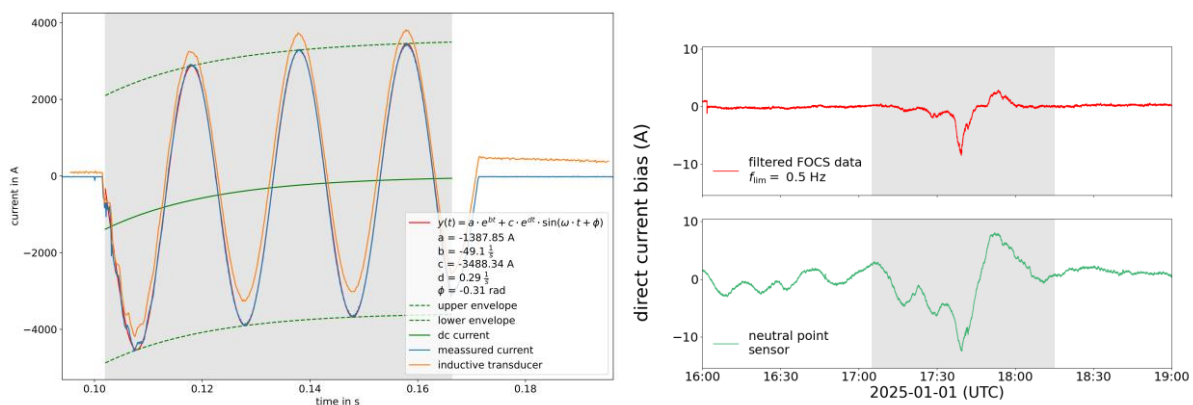 4000
2000
0
−2000
−4000
current in A
0.10
0.12
0.14
0.16
0.18
time in s
y(t) = a · e^{bt} + c · e^{dt} · sin(ω · t + ϕ)
a = -1387.85 A
b = -49.1 1/s
c = -3488.34 A
d = 0.29 1/s
ϕ = -0.31 rad
upper envelope
lower envelope
dc current
meassured current
inductive transducer
direct current bias (A)
10
0
−10
filtered FOCS data
f_lim = 0.5 Hz
10
0
−10
neutral point
sensor
16:00
16:30
17:00
17:30
18:00
18:30
19:00
2025-01-01 (UTC)